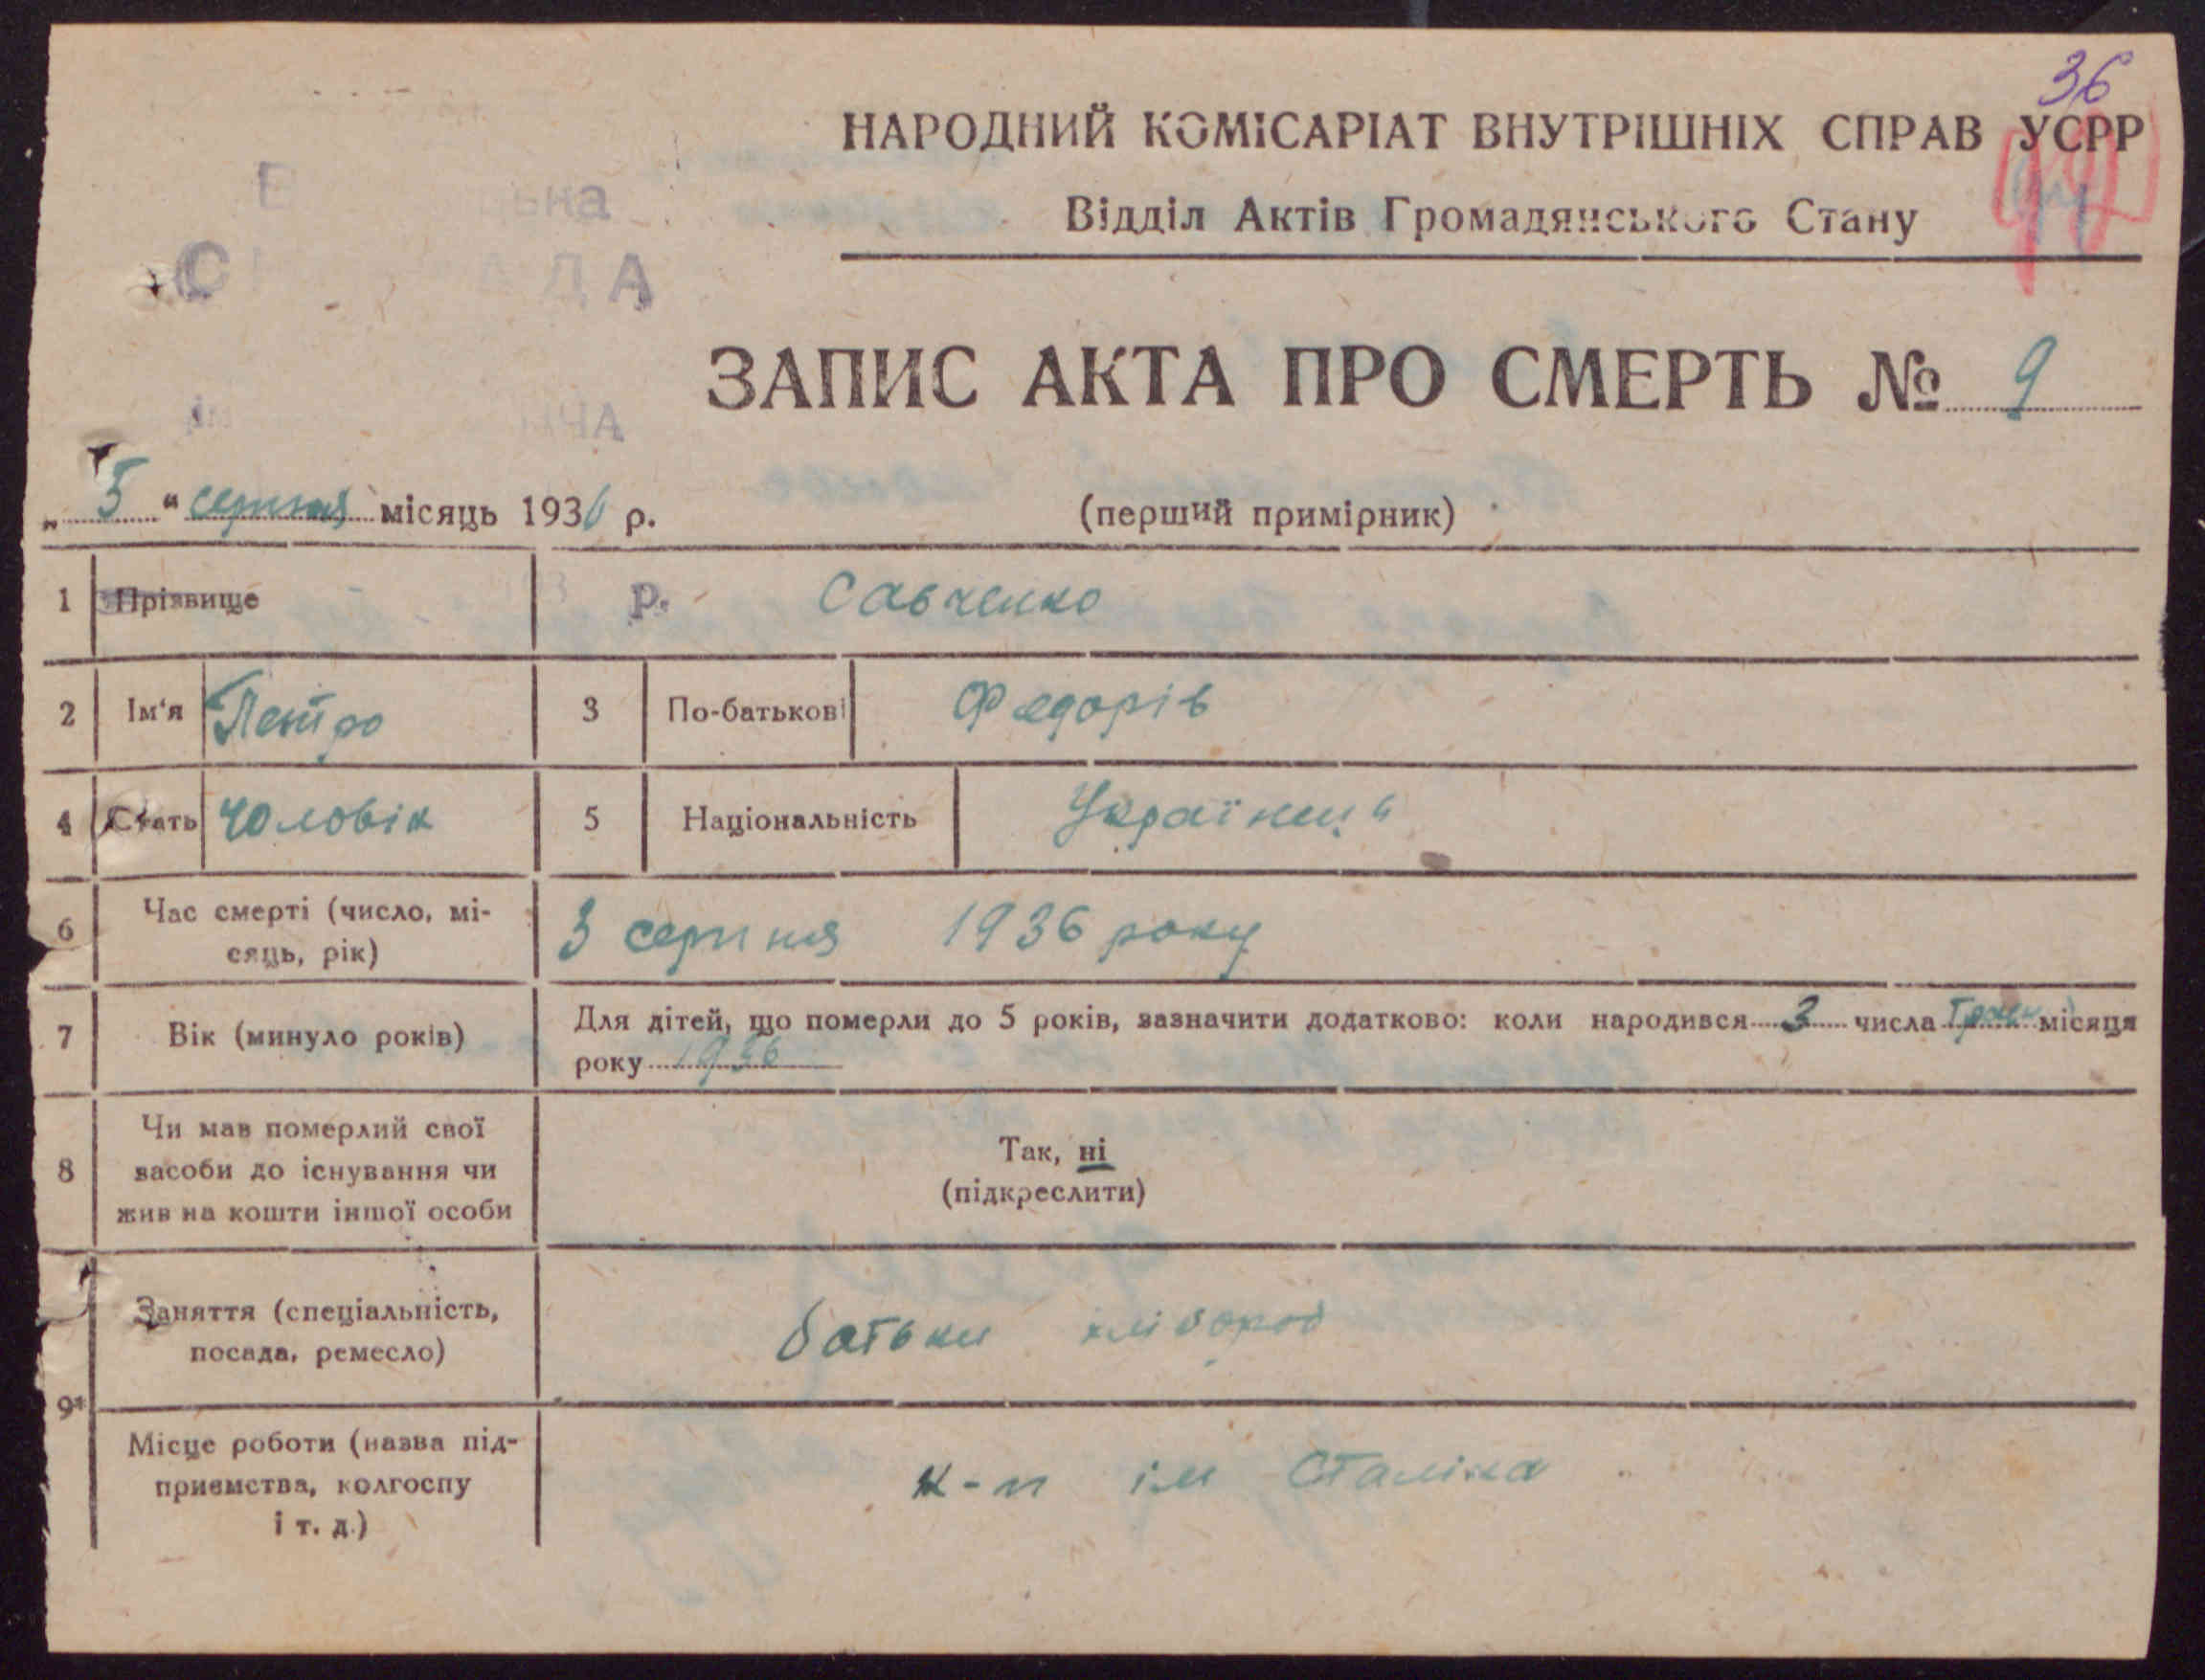 36
НАРОДНИЙ КОМІСАРІАТ ВНУТРІШНІХ СПРАВ УСРР
Відділ Актів Громадянського Стану
ЗАПИС АКТА ПРО СМЕРТЬ № 9
„ 5 “ серпня місяць 1936 р. (перший примірник)
1 Прізвище р. Савченко
2 Ім'я Петро 3 По-батькові Федорів
4 Стать чоловік 5 Національність Українець
6 Час смерті (число, мі-
сяць, рік) 3 серпня 1936 року
7 Вік (минуло років) Для дітей, що померли до 5 років, зазначити додатково: коли народився 3 числа місяця
року 1936
8 Чи мав померлий свої
засоби до існування чи
жив на кошти іншої особи
Так, ні
(підкреслити)
9*
Заняття (спеціальність,
посада, ремесло) батьки хлібороб
Місце роботи (назва під-
приємства, колгоспу
і т. д.)
к-п ім Сталіна